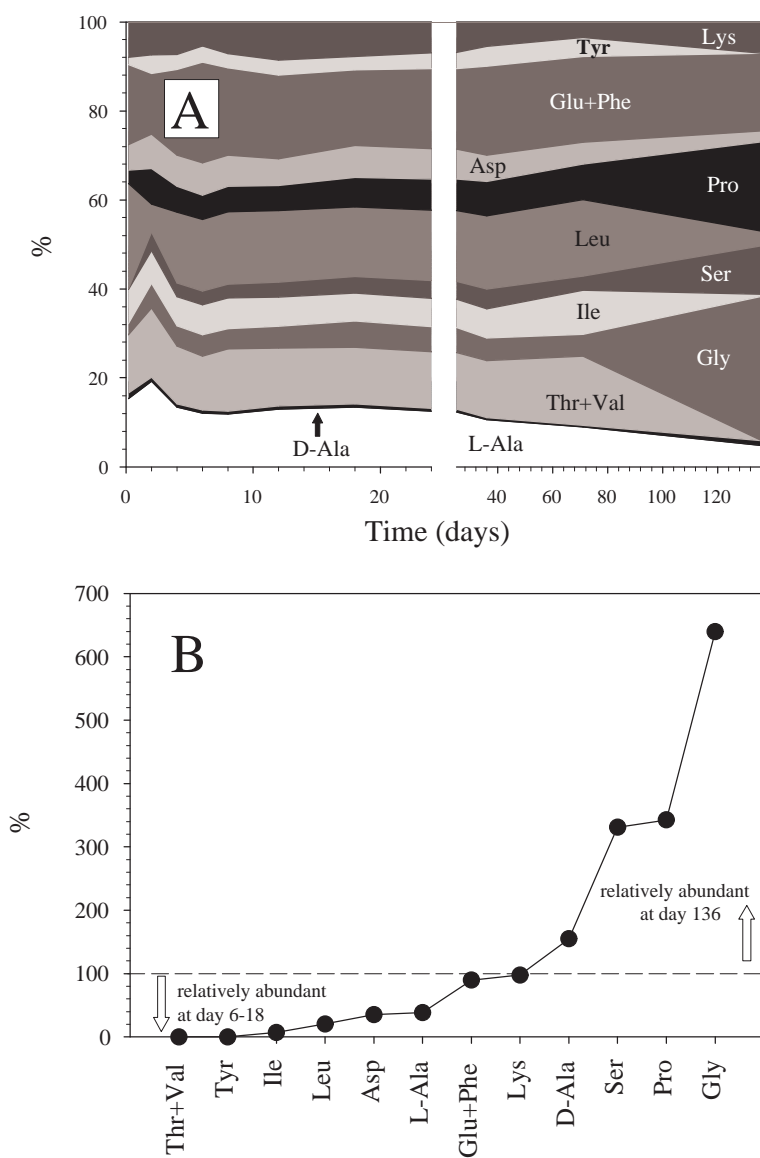 100
80
60
40
20
0
%
A
Lys
Tyr
Glu+Phe
Asp
Pro
Leu
Ser
Ile
Gly
Thr+Val
D-Ala
L-Ala
0 10 20 40 60 80 100 120
Time (days)
700
600
500
400
300
200
100
0
%
B
relatively abundant
at day 136
relatively abundant
at day 6-18
Thr+Val
Tyr
Ile
Leu
Asp
L-Ala
Glu+Phe
Lys
D-Ala
Ser
Pro
Gly